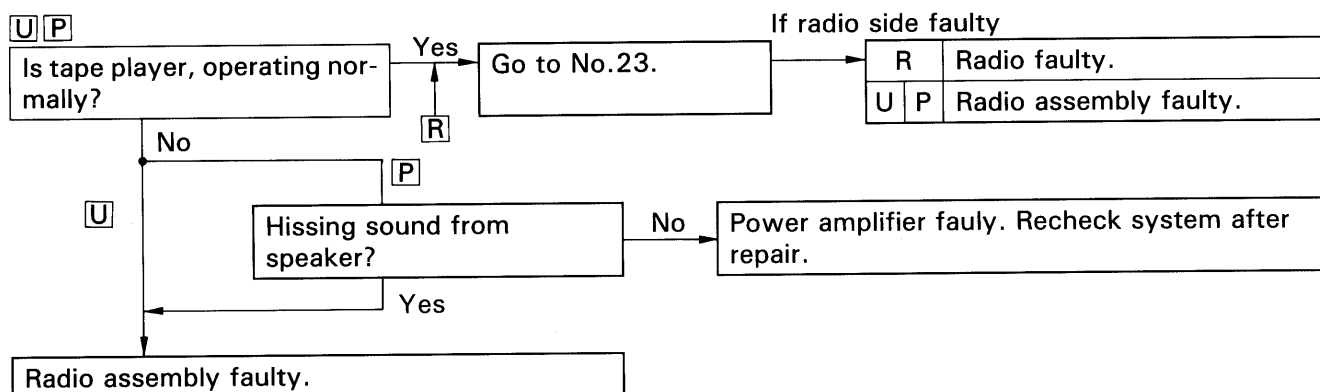 U P
Is tape player, operating nor-
mally?
Yes
R
Go to No.23.
If radio side faulty
R Radio faulty.
U P Radio assembly faulty.
No
U
P
Hissing sound from
speaker?
No
Power amplifier fauly. Recheck system after
repair.
Yes
Radio assembly faulty.